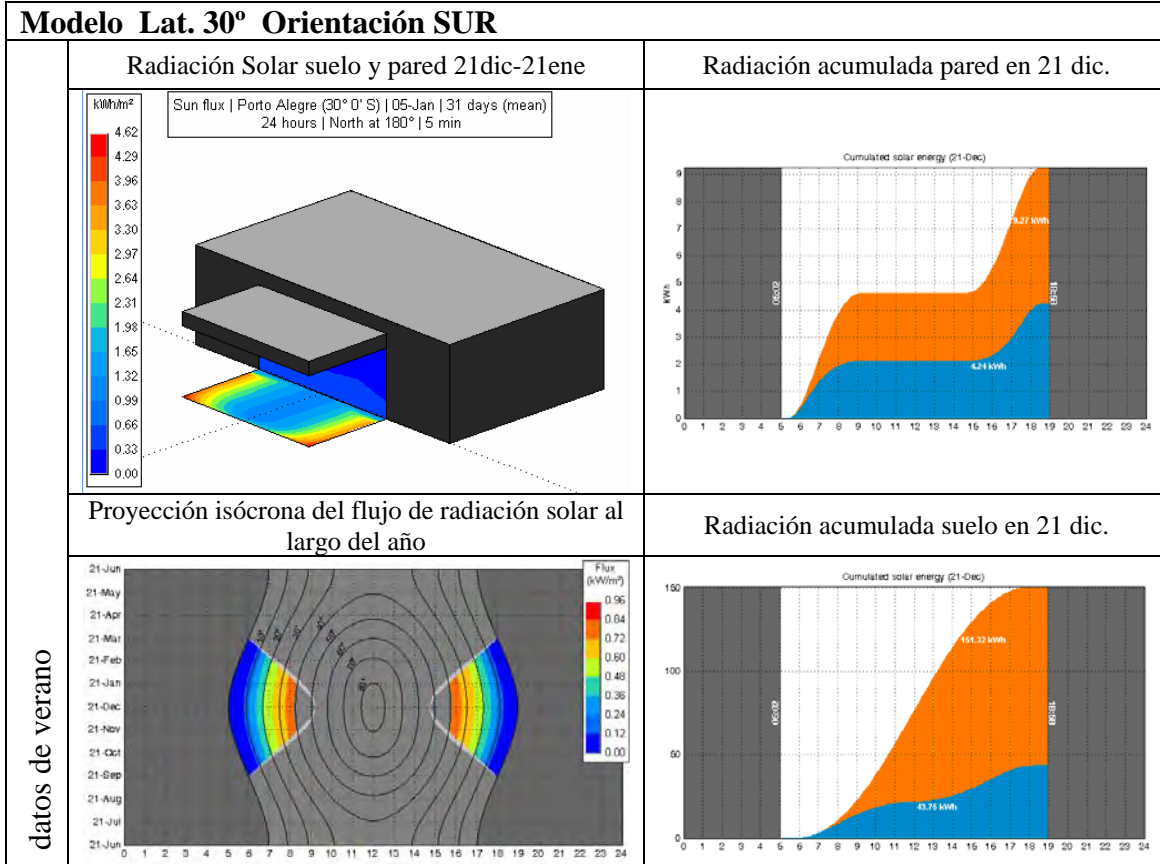 Modelo Lat. 30º Orientación SUR
datos de verano
Radiación Solar suelo y pared 21dic-21ene
kWh/m²
4.62
4.29
3.96
3.63
3.30
2.97
2.64
2.31
1.98
1.65
1.32
0.99
0.66
0.33
0.00
Sun flux | Porto Alegre (30° 0' S) | 05-Jan | 31 days (mean)
24 hours | North at 180° | 5 min
Radiación acumulada pared en 21 dic.
Cumulated solar energy (21-Dec)
kWh
9
8
7
6
5
4
3
2
1
0
05:02
18:58
9.27 kWh
4.24 kWh
0 1 2 3 4 5 6 7 8 9 10 11 12 13 14 15 16 17 18 19 20 21 22 23 24
Proyección isócrona del flujo de radiación solar al
largo del año
21-Jun
21-May
21-Apr
21-Mar
21-Feb
21-Jan
21-Dec
21-Nov
21-Oct
21-Sep
21-Aug
21-Jul
21-Jun
0 1 2 3 4 5 6 7 8 9 10 11 12 13 14 15 16 17 18 19 20 21 22 23 24
Flux
(kW/m²)
0.96
0.84
0.72
0.60
0.48
0.36
0.24
0.12
0.00
Radiación acumulada suelo en 21 dic.
Cumulated solar energy (21-Dec)
150
100
50
0
05:02
18:58
151.32 kWh
43.75 kWh
0 1 2 3 4 5 6 7 8 9 10 11 12 13 14 15 16 17 18 19 20 21 22 23 24